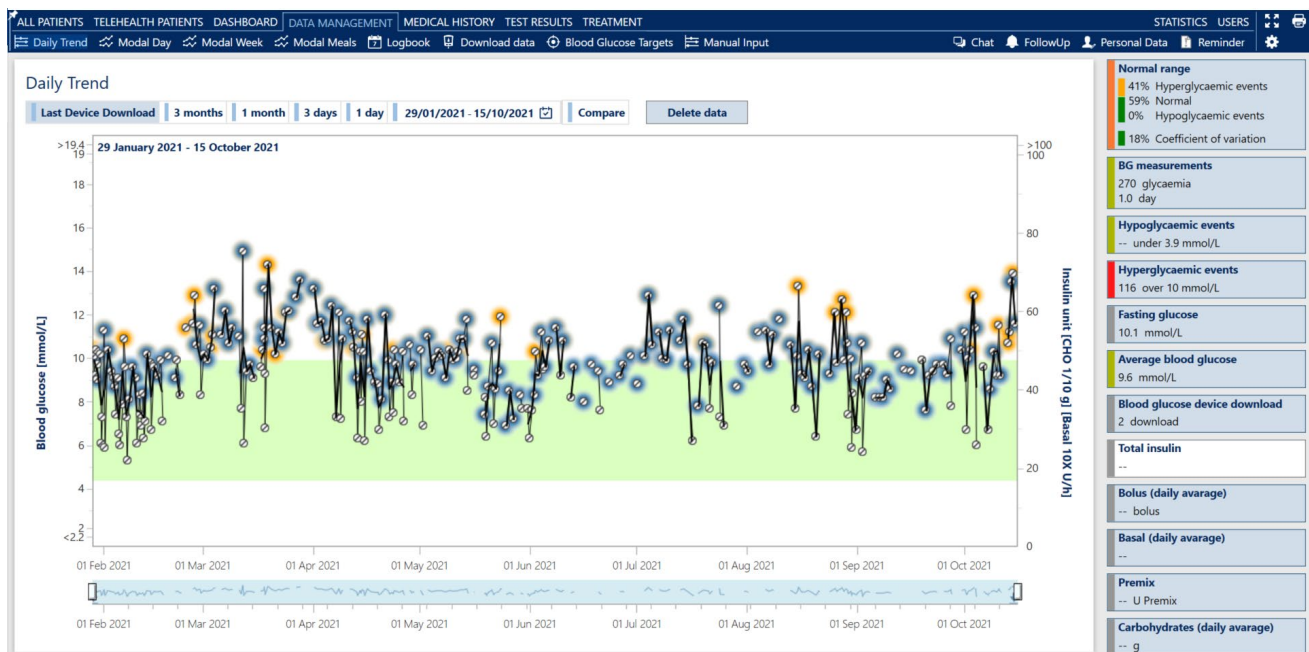 ALL PATIENTS TELEHEALTH PATIENTS DASHBOARD DATA MANAGEMENT MEDICAL HISTORY TEST RESULTS TREATMENT STATISTICS USERS
Daily Trend Modal Day Modal Week Modal Meals 7 Logbook Download data Blood Glucose Targets Manual Input Chat FollowUp Personal Data Reminder
Daily Trend
Last Device Download 3 months 1 month 3 days 1 day 29/01/2021 - 15/10/2021 Compare Delete data
29 January 2021 - 15 October 2021
Blood glucose [mmol/L]
>19.4
19
18
16
14
12
10
8
6
4
2
<2.2
>100
100
80
60
40
20
0
Insulin unit [CHO 1/10 g] [Basal 10X U/h]
01 Feb 2021 01 Mar 2021 01 Apr 2021 01 May 2021 01 Jun 2021 01 Jul 2021 01 Aug 2021 01 Sep 2021 01 Oct 2021
01 Feb 2021 01 Mar 2021 01 Apr 2021 01 May 2021 01 Jun 2021 01 Jul 2021 01 Aug 2021 01 Sep 2021 01 Oct 2021
Normal range
41% Hyperglycaemic events
59% Normal
0% Hypoglycaemic events
18% Coefficient of variation
BG measurements
270 glycaemia
1.0 day
Hypoglycaemic events
-- under 3.9 mmol/L
Hyperglycaemic events
116 over 10 mmol/L
Fasting glucose
10.1 mmol/L
Average blood glucose
9.6 mmol/L
Blood glucose device download
2 download
Total insulin
--
Bolus (daily avarage)
-- bolus
Basal (daily avarage)
--
Premix
-- U Premix
Carbohydrates (daily avarage)
-- g